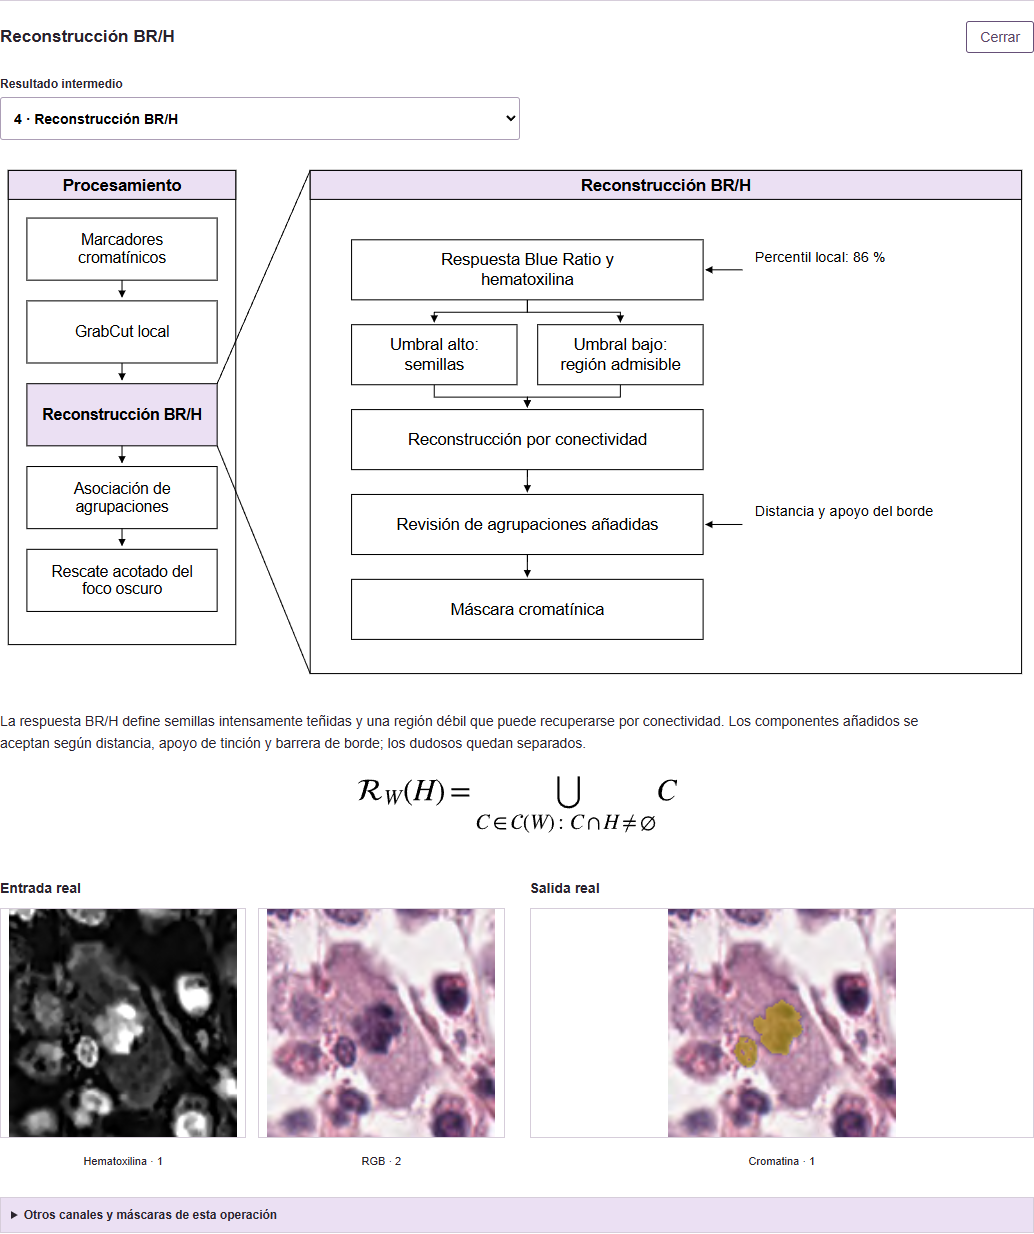 Reconstrucción BR/H
Cerrar
Resultado intermedio
4 · Reconstrucción BR/H
Procesamiento
Marcadores
cromatínicos
GrabCut local
Reconstrucción BR/H
Asociación de
agrupaciones
Rescate acotado del
foco oscuro
Reconstrucción BR/H
Respuesta Blue Ratio y
hematoxilina
Percentil local: 86 %
Umbral alto:
semillas
Umbral bajo:
región admisible
Reconstrucción por conectividad
Revisión de agrupaciones añadidas
Distancia y apoyo del borde
Máscara cromatínica
La respuesta BR/H define semillas intensamente teñidas y una región débil que puede recuperarse por conectividad. Los componentes añadidos se
aceptan según distancia, apoyo de tinción y barrera de borde; los dudosos quedan separados.
ℛ_W(H) = ⋃ C
C∈𝒞(W) : C∩H≠∅
Entrada real
Salida real
Hematoxilina · 1
RGB · 2
Cromatina · 1
▶ Otros canales y máscaras de esta operación